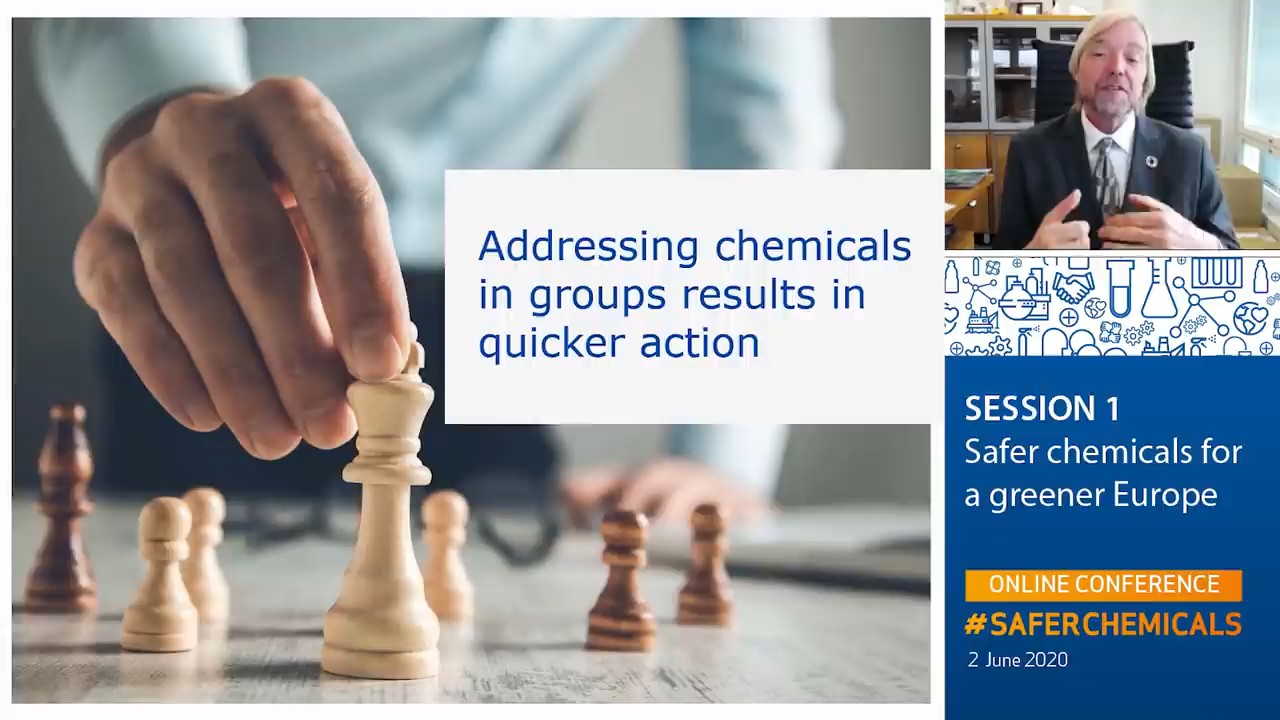 Addressing chemicals
in groups results in
quicker action
SESSION 1
Safer chemicals for
a greener Europe
ONLINE CONFERENCE
#SAFERCHEMICALS
2 June 2020